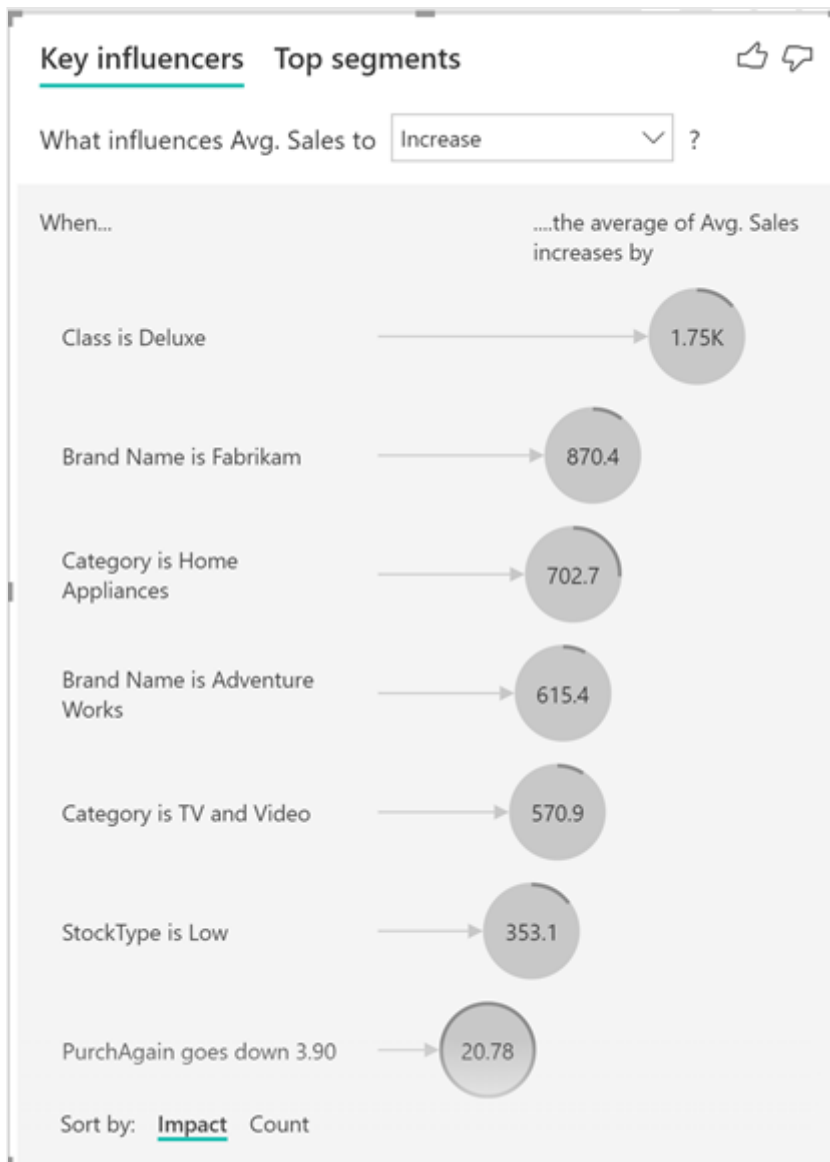 Key influencers Top segments
What influences Avg. Sales to Increase ?
When...
....the average of Avg. Sales
increases by
Class is Deluxe 1.75K
Brand Name is Fabrikam 870.4
Category is Home
Appliances 702.7
Brand Name is Adventure
Works 615.4
Category is TV and Video 570.9
StockType is Low 353.1
PurchAgain goes down 3.90 20.78
Sort by: Impact Count